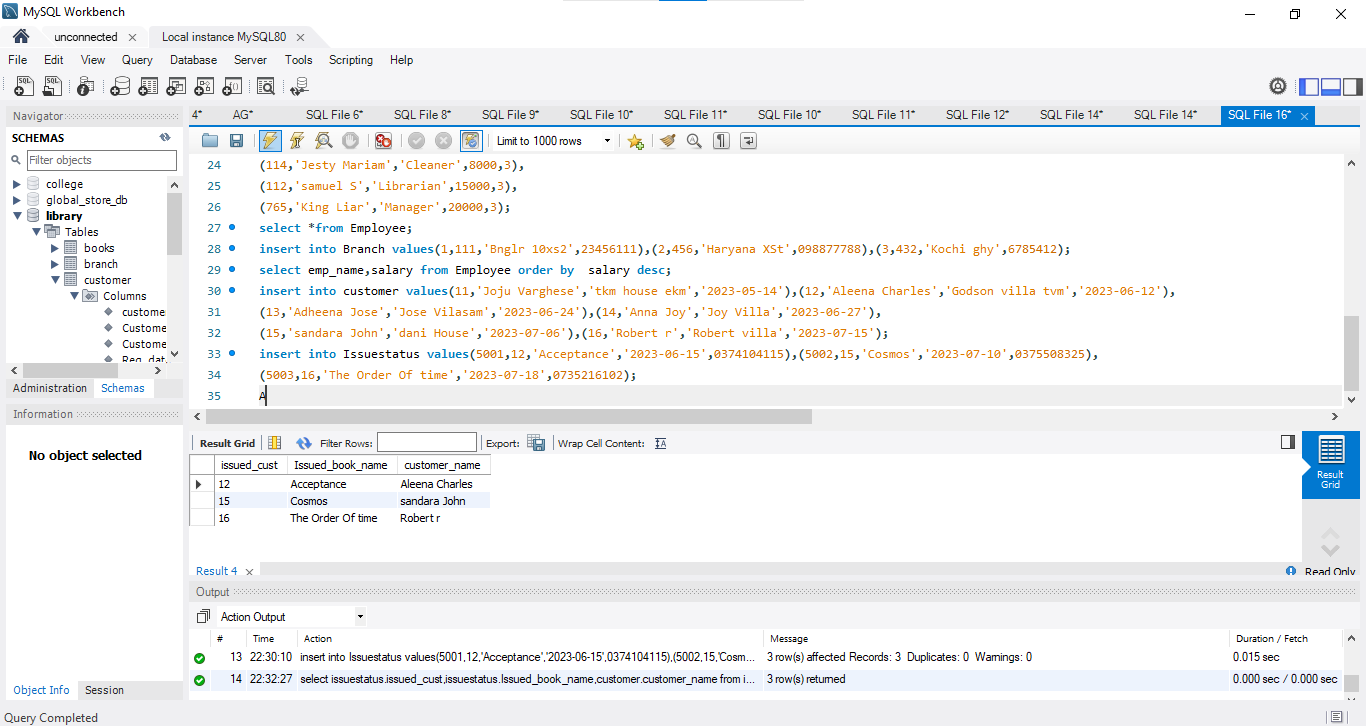 MySQL Workbench
unconnected
Local instance MySQL80
File Edit View Query Database Server Tools Scripting Help
Navigator
SCHEMAS
Filter objects
college
global_store_db
library
Tables
books
branch
customer
Columns
custome
Custome
Custome
Reg_dat
Administration Schemas
Information
No object selected
Object Info Session
4* AG* SQL File 6* SQL File 8* SQL File 9* SQL File 10* SQL File 11* SQL File 10* SQL File 11* SQL File 12* SQL File 14* SQL File 14* SQL File 16*
Limit to 1000 rows
24 (114,'Jesty Mariam','Cleaner',8000,3),
25 (112,'samuel S','Librarian',15000,3),
26 (765,'King Liar','Manager',20000,3);
27 select *from Employee;
28 insert into Branch values(1,111,'Bnglr 10xs2',23456111),(2,456,'Haryana XSt',098877788),(3,432,'Kochi ghy',6785412);
29 select emp_name,salary from Employee order by  salary desc;
30 insert into customer values(11,'Joju Varghese','tkm house ekm','2023-05-14'),(12,'Aleena Charles','Godson villa tvm','2023-06-12'),
31 (13,'Adheena Jose','Jose Vilasam','2023-06-24'),(14,'Anna Joy','Joy Villa','2023-06-27'),
32 (15,'sandara John','dani House','2023-07-06'),(16,'Robert r','Robert villa','2023-07-15');
33 insert into Issuestatus values(5001,12,'Acceptance','2023-06-15',0374104115),(5002,15,'Cosmos','2023-07-10',0375508325),
34 (5003,16,'The Order Of time','2023-07-18',0735216102);
35 A
Result Grid Filter Rows: Export: Wrap Cell Content:
issued_cust Issued_book_name customer_name
12 Acceptance Aleena Charles
15 Cosmos sandara John
16 The Order Of time Robert r
Result Grid
Result 4
Read Only
Output
Action Output
# Time Action Message Duration / Fetch
13 22:30:10 insert into Issuestatus values(5001,12,'Acceptance','2023-06-15',0374104115),(5002,15,'Cosm... 3 row(s) affected Records: 3 Duplicates: 0 Warnings: 0 0.015 sec
14 22:32:27 select issuestatus.issued_cust,issuestatus.Issued_book_name,customer.customer_name from i... 3 row(s) returned 0.000 sec / 0.000 sec
Query Completed